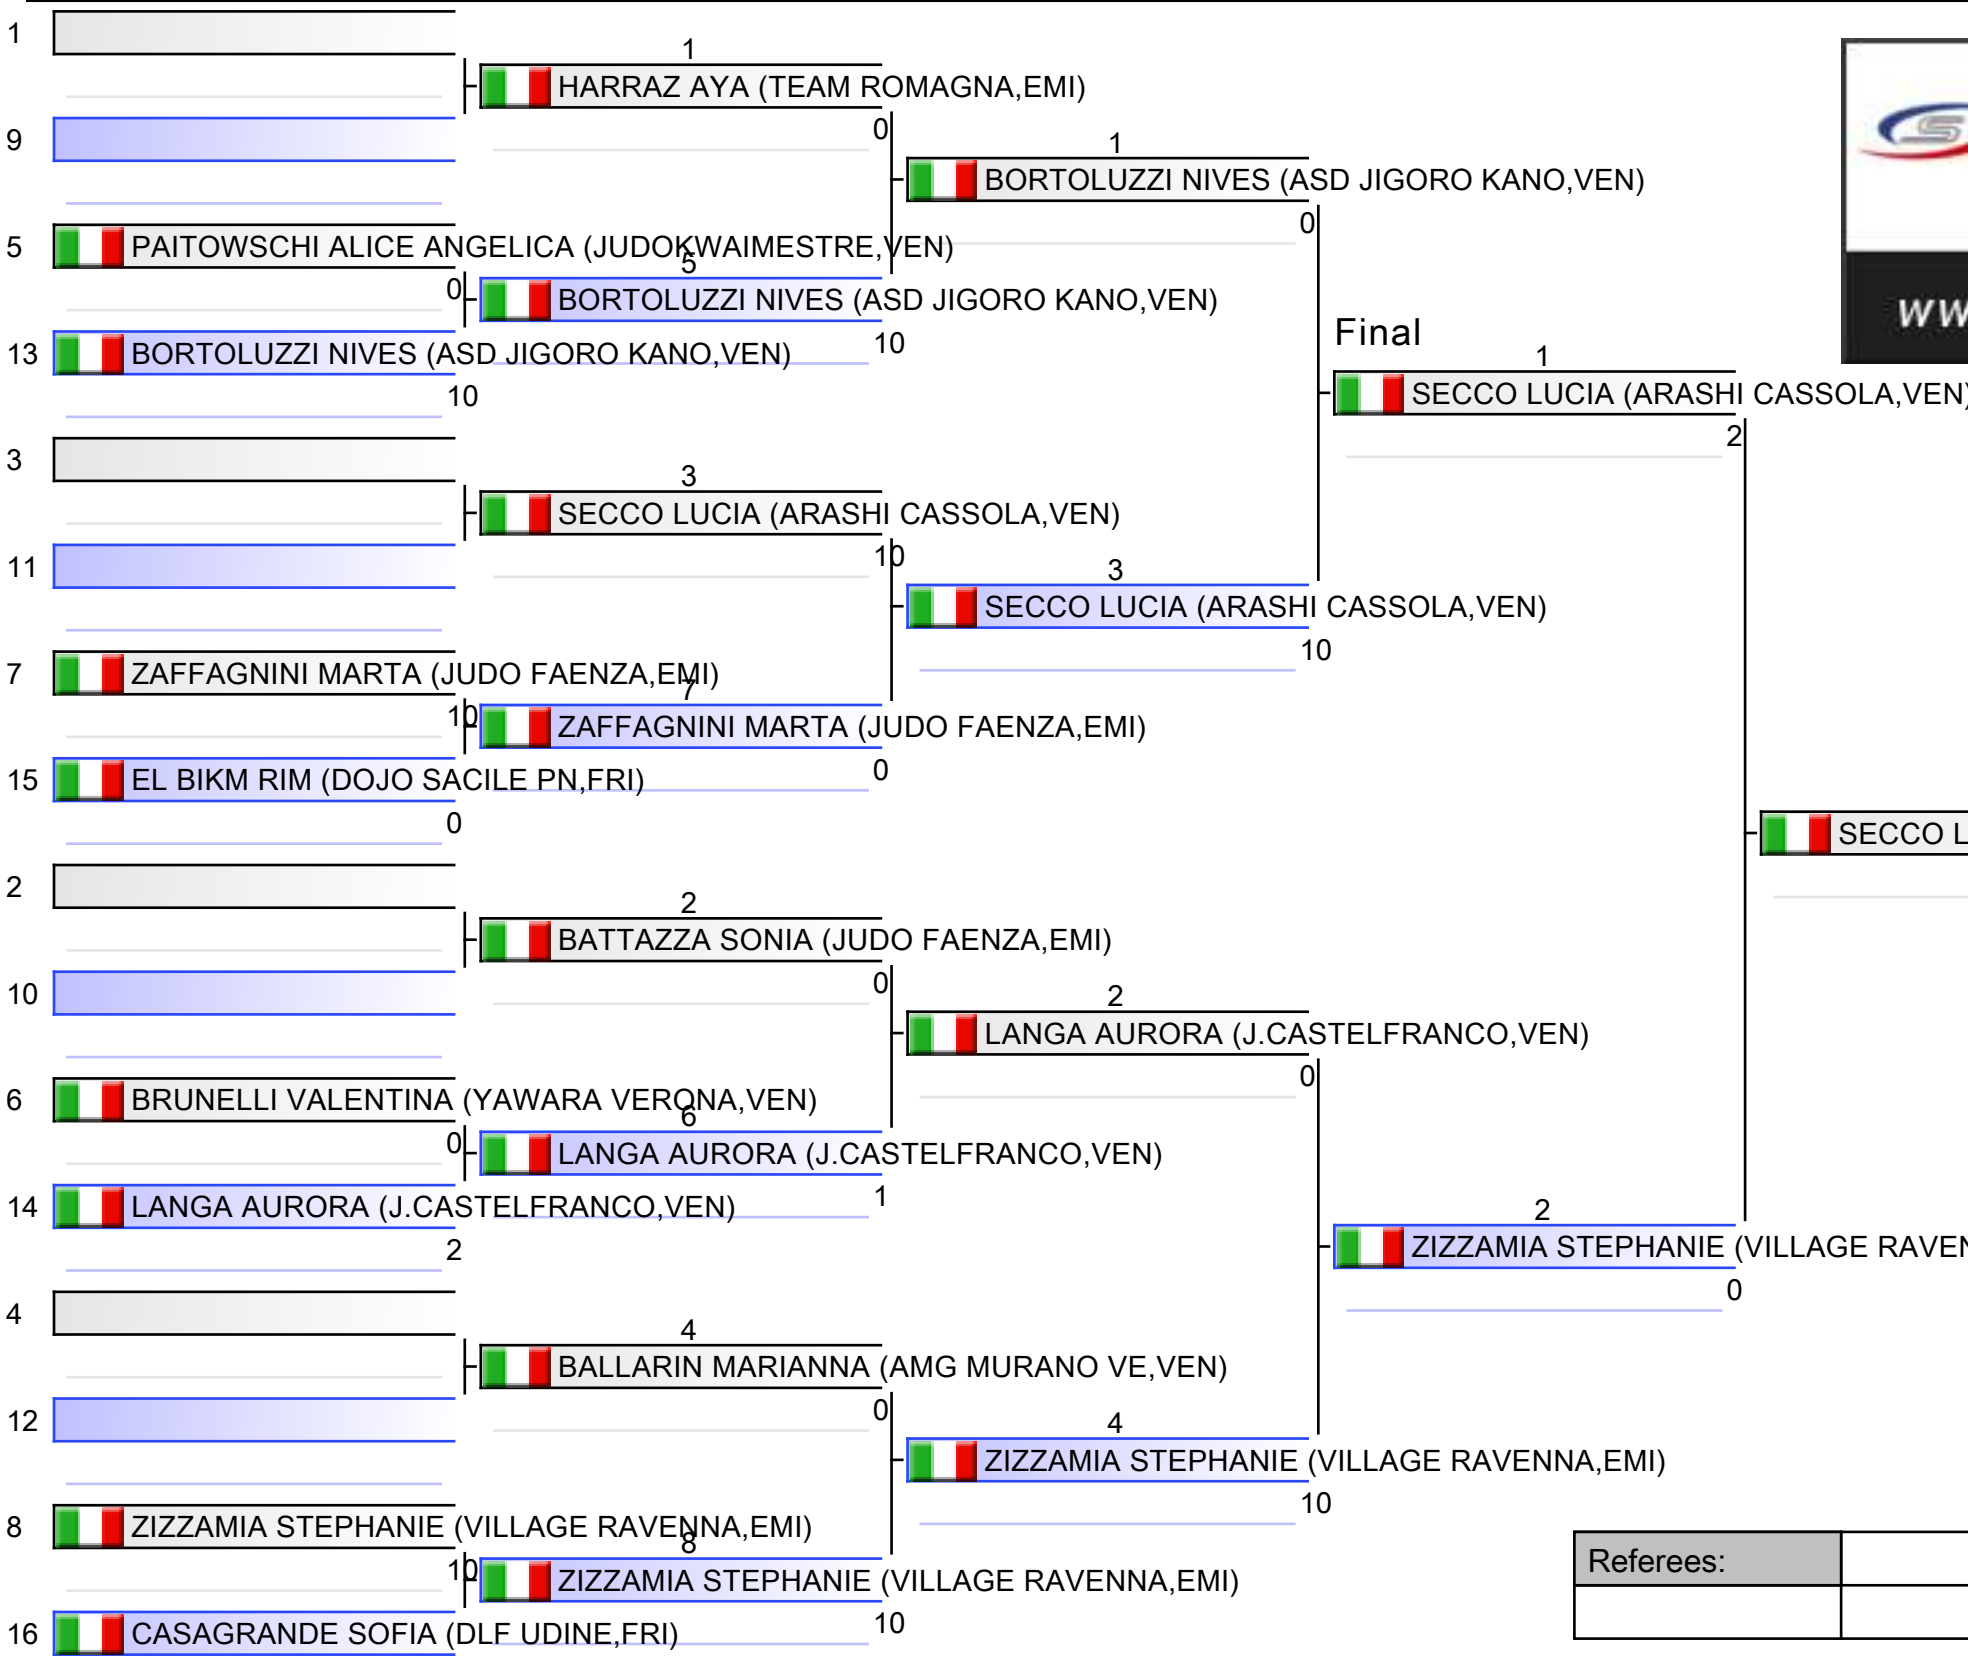 1
1
HARRAZ AYA (TEAM ROMAGNA,EMI)
0
9
1
BORTOLUZZI NIVES (ASD JIGORO KANO,VEN)
0
5 PAITOWSCHI ALICE ANGELICA (JUDOKWAIMESTRE,VEN)
0
5
BORTOLUZZI NIVES (ASD JIGORO KANO,VEN)
10
13 BORTOLUZZI NIVES (ASD JIGORO KANO,VEN)
10
Final
1
SECCO LUCIA (ARASHI CASSOLA,VEN)
2
3
3
SECCO LUCIA (ARASHI CASSOLA,VEN)
10
11
3
SECCO LUCIA (ARASHI CASSOLA,VEN)
10
7 ZAFFAGNINI MARTA (JUDO FAENZA,EMI)
10
7
ZAFFAGNINI MARTA (JUDO FAENZA,EMI)
0
15 EL BIKM RIM (DOJO SACILE PN,FRI)
0
SECCO L
2
2
BATTAZZA SONIA (JUDO FAENZA,EMI)
0
10
2
LANGA AURORA (J.CASTELFRANCO,VEN)
0
6 BRUNELLI VALENTINA (YAWARA VERONA,VEN)
0
6
LANGA AURORA (J.CASTELFRANCO,VEN)
1
14 LANGA AURORA (J.CASTELFRANCO,VEN)
2
2
ZIZZAMIA STEPHANIE (VILLAGE RAVEN
0
4
4
BALLARIN MARIANNA (AMG MURANO VE,VEN)
0
12
4
ZIZZAMIA STEPHANIE (VILLAGE RAVENNA,EMI)
10
8 ZIZZAMIA STEPHANIE (VILLAGE RAVENNA,EMI)
10
8
ZIZZAMIA STEPHANIE (VILLAGE RAVENNA,EMI)
10
16 CASAGRANDE SOFIA (DLF UDINE,FRI)
Referees: